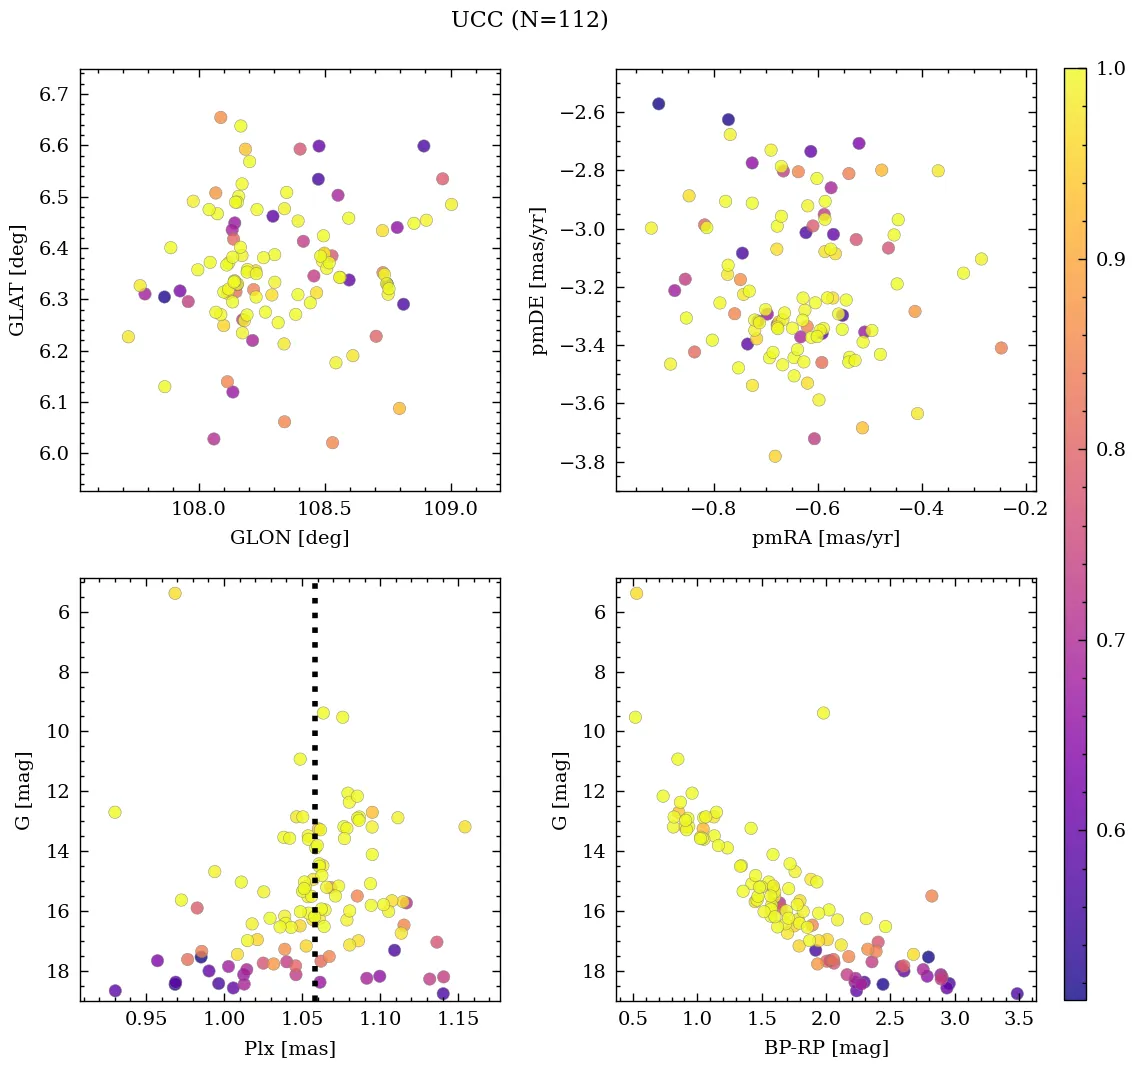 UCC (N=112)
6.7
6.6
6.5
6.4
6.3
6.2
6.1
6.0
GLAT [deg]
108.0 108.5 109.0
GLON [deg]
−2.6
−2.8
−3.0
−3.2
−3.4
−3.6
−3.8
pmDE [mas/yr]
−0.8 −0.6 −0.4 −0.2
pmRA [mas/yr]
6
8
10
12
14
16
18
G [mag]
0.95 1.00 1.05 1.10 1.15
Plx [mas]
6
8
10
12
14
16
18
G [mag]
0.5 1.0 1.5 2.0 2.5 3.0 3.5
BP-RP [mag]
1.0
0.9
0.8
0.7
0.6